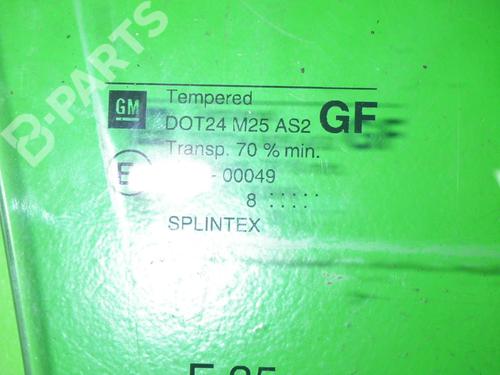 B-PARTS
GM Tempered
DOT24 M25 AS2 GF
Transp. 70 % min.
E - 00049
8 :::::
SPLINTEX